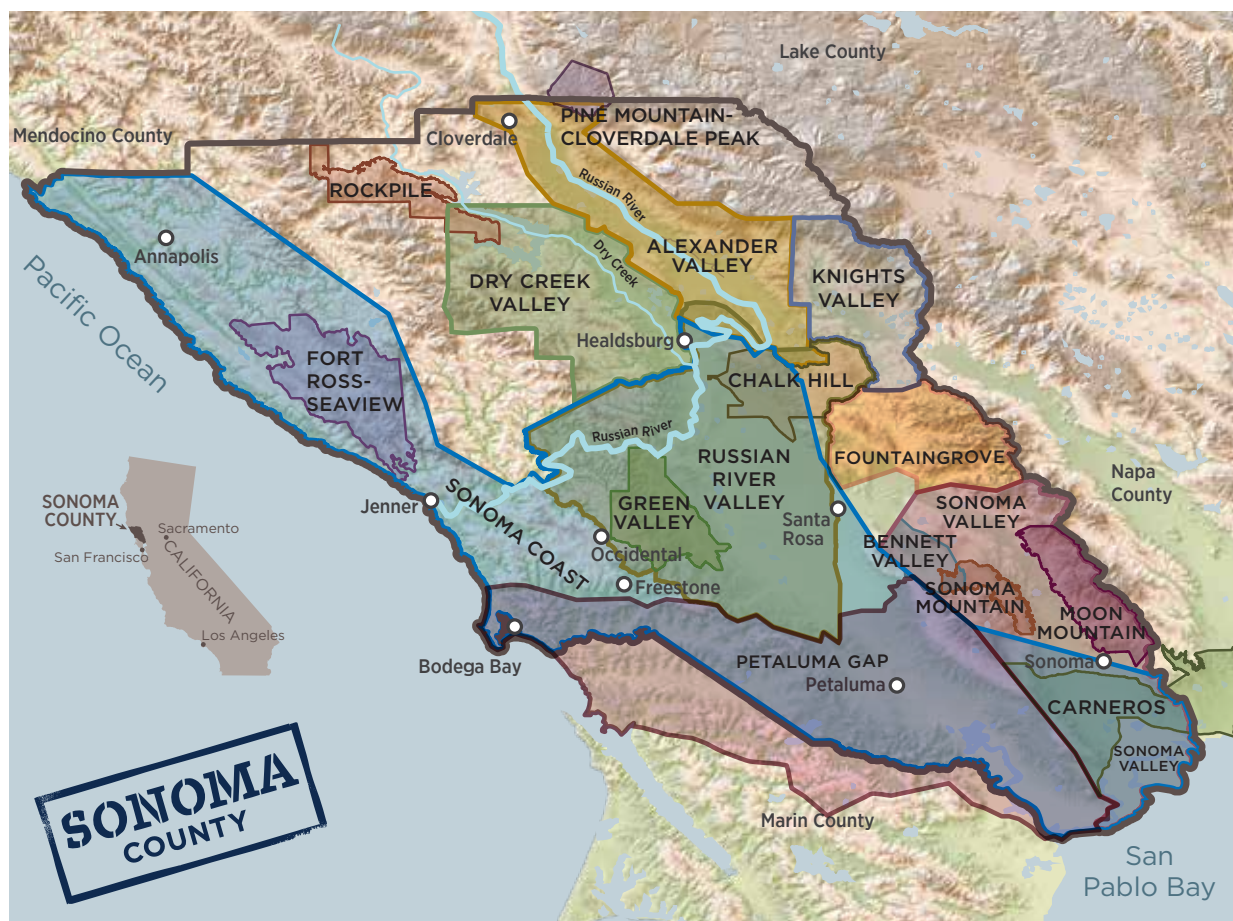 Lake County
Mendocino County
Cloverdale
PINE MOUNTAIN-
CLOVERDALE PEAK
ROCKPILE
Russian River
Annapolis
Dry Creek
ALEXANDER
VALLEY
KNIGHTS
VALLEY
DRY CREEK
VALLEY
Pacific Ocean
Healdsburg
FORT
ROSS-
SEAVIEW
CHALK HILL
Russian River
RUSSIAN
RIVER
VALLEY
FOUNTAINGROVE
Napa
County
SONOMA
COUNTY
Sacramento
San Francisco
CALIFORNIA
Los Angeles
Jenner
SONOMA COAST
GREEN
VALLEY
Santa
Rosa
SONOMA
VALLEY
BENNETT
VALLEY
Occidental
Freestone
SONOMA
MOUNTAIN
MOON
MOUNTAIN
Bodega Bay
PETALUMA GAP
Petaluma
Sonoma
CARNEROS
SONOMA
VALLEY
SONOMA
COUNTY
Marin County
San
Pablo Bay